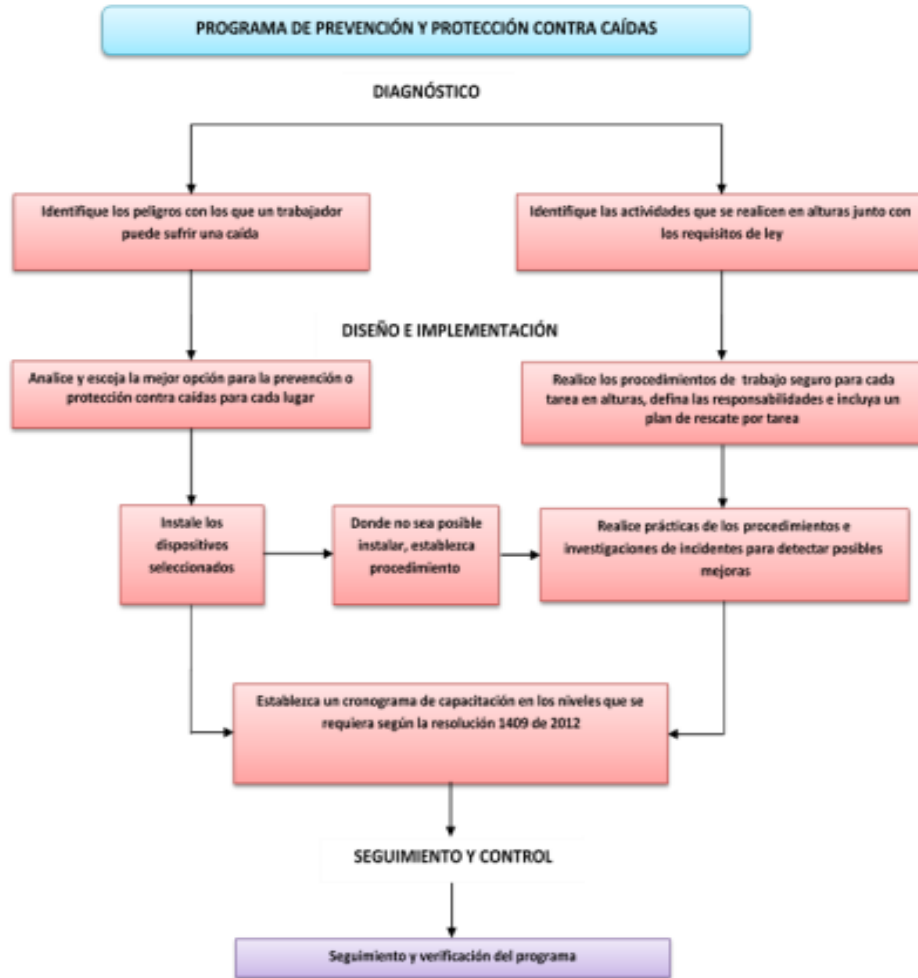 PROGRAMA DE PREVENCIÓN Y PROTECCIÓN CONTRA CAÍDAS
DIAGNÓSTICO
Identifique los peligros con los que un trabajador
puede sufrir una caída
Identifique las actividades que se realicen en alturas junto con
los requisitos de ley
DISEÑO E IMPLEMENTACIÓN
Analice y escoja la mejor opción para la prevención o
protección contra caídas para cada lugar
Realice los procedimientos de trabajo seguro para cada
tarea en alturas, defina las responsabilidades e incluya un
plan de rescate por tarea
Instale los
dispositivos
seleccionados
Donde no sea posible
instalar, establezca
procedimiento
Realice prácticas de los procedimientos e
investigaciones de incidentes para detectar posibles
mejoras
Establezca un cronograma de capacitación en los niveles que se
requiera según la resolución 1409 de 2012
SEGUIMIENTO Y CONTROL
Seguimiento y verificación del programa